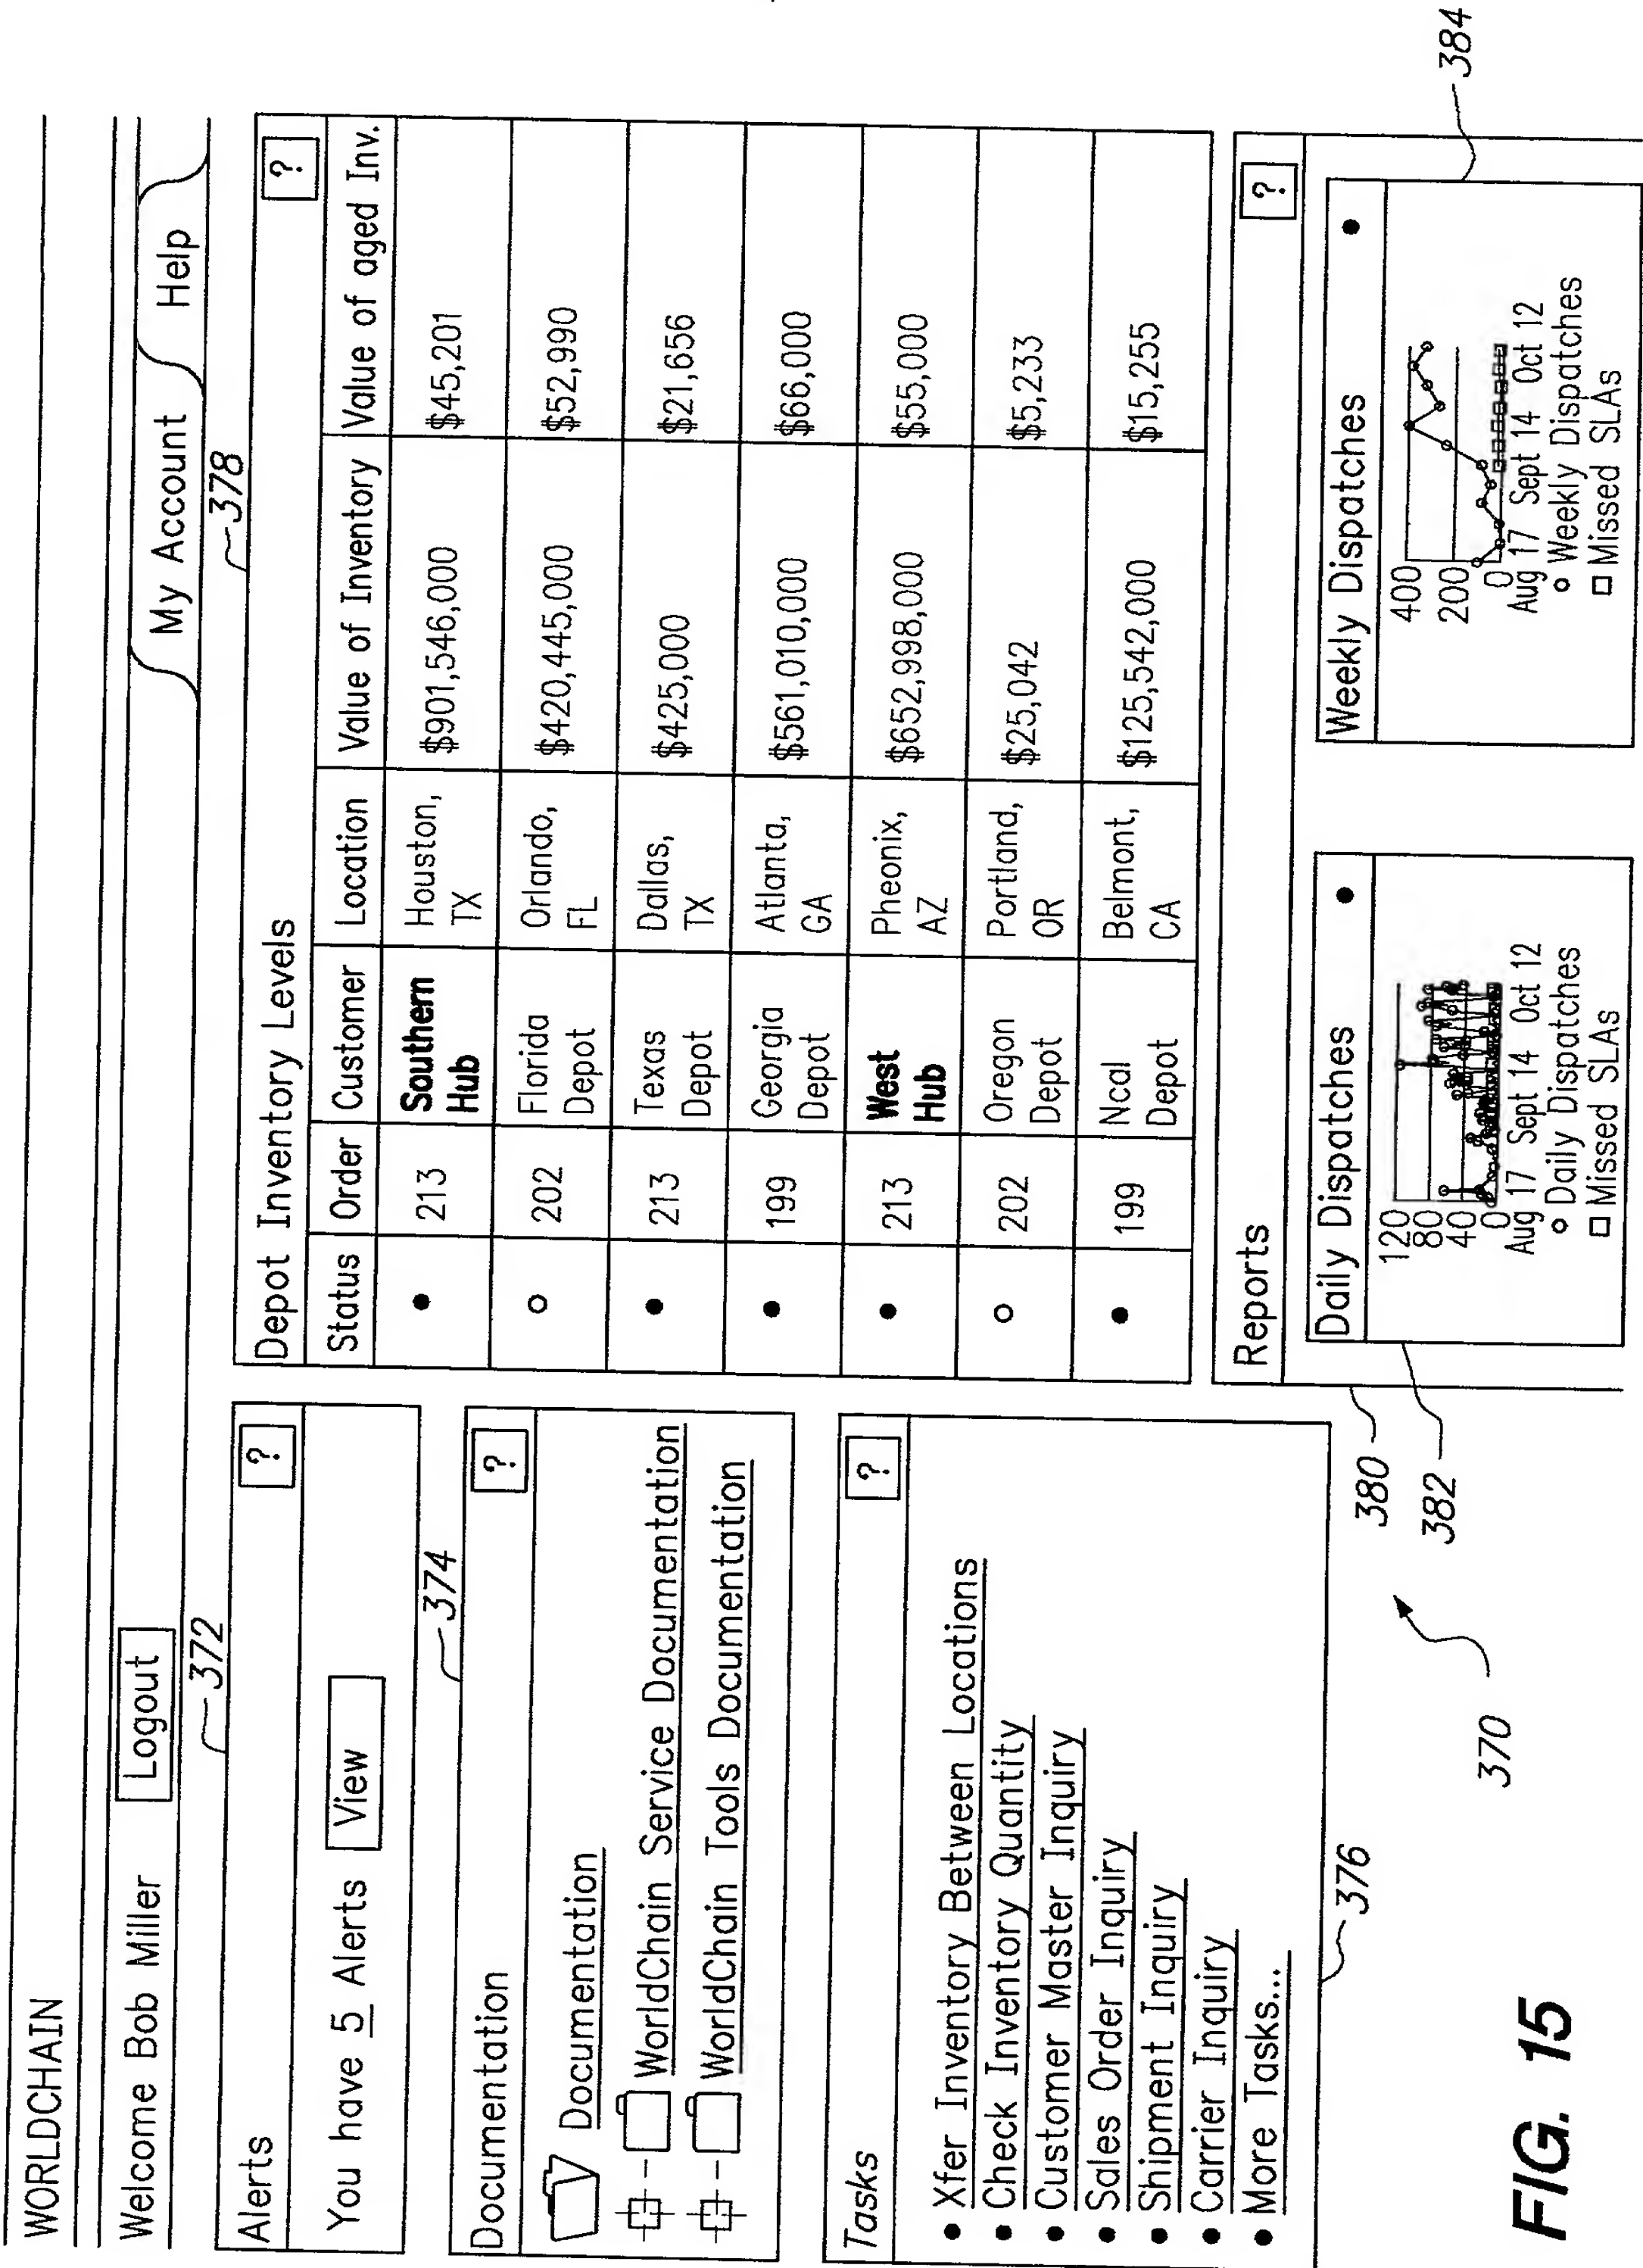 WORLDCHAIN
Welcome Bob Miller Logout
My Account Help
372
Alerts ?
You have 5 Alerts View
374
Documentation ?
Documentation
WorldChain Service Documentation
WorldChain Tools Documentation
Tasks ?
• Xfer Inventory Between Locations
• Check Inventory Quantity
• Customer Master Inquiry
• Sales Order Inquiry
• Shipment Inquiry
• Carrier Inquiry
• More Tasks...
376
378
Depot Inventory Levels ?
Status Order Customer Location Value of Inventory Value of aged Inv.
213 Southern Hub Houston, TX $901,546,000 $45,201
202 Florida Depot Orlando, FL $420,445,000 $52,990
213 Texas Depot Dallas, TX $425,000 $21,656
199 Georgia Depot Atlanta, GA $561,010,000 $66,000
213 West Hub Pheonix, AZ $652,998,000 $55,000
202 Oregon Depot Portland, OR $25,042 $5,233
199 Ncal Depot Belmont, CA $125,542,000 $15,255
Reports ?
Daily Dispatches
120
80
40
0
Aug 17 Sept 14 Oct 12
Daily Dispatches
Missed SLAs
Weekly Dispatches
400
200
0
Aug 17 Sept 14 Oct 12
Weekly Dispatches
Missed SLAs
380
382
384
370
FIG. 15